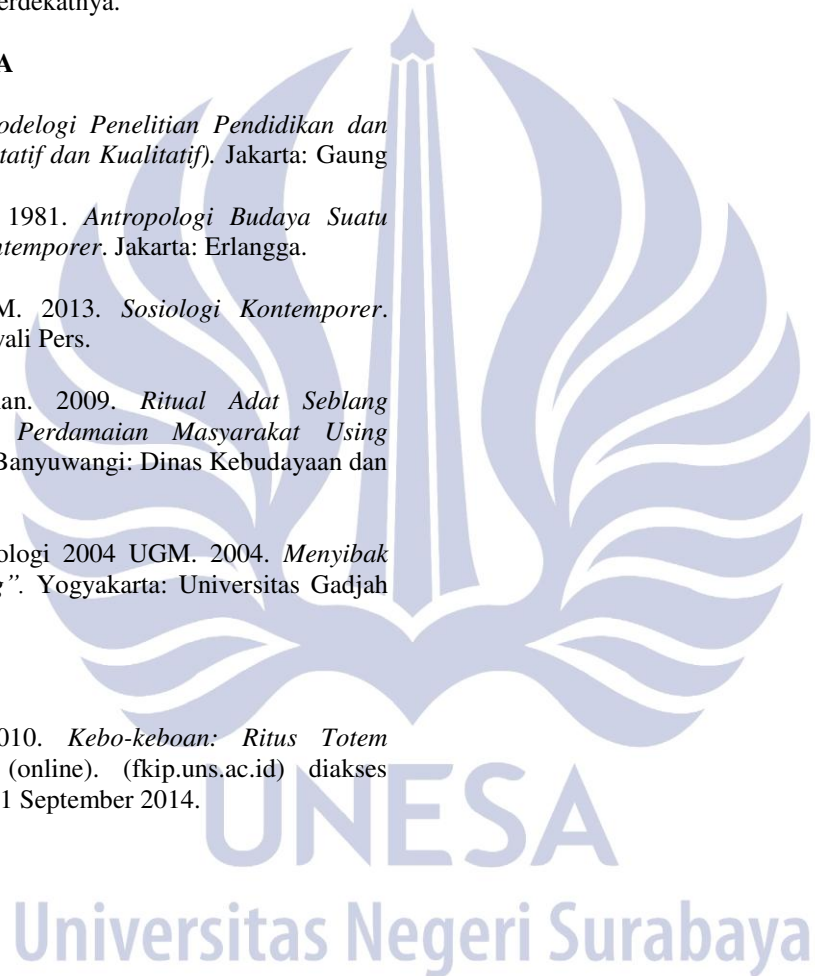 erdekatnya.
A
odelogi Penelitian Pendidikan dan
tatif dan Kualitatif). Jakarta: Gaung
1981. Antropologi Budaya Suatu
ntemporer. Jakarta: Erlangga.
M. 2013. Sosiologi Kontemporer.
vali Pers.
an. 2009. Ritual Adat Seblang
Perdamaian Masyarakat Using
Banyuwangi: Dinas Kebudayaan dan
ologi 2004 UGM. 2004. Menyibak
g”. Yogyakarta: Universitas Gadjah
010. Kebo-keboan: Ritus Totem
(online). (fkip.uns.ac.id) diakses
1 September 2014.
UNESA
Universitas Negeri Surabaya